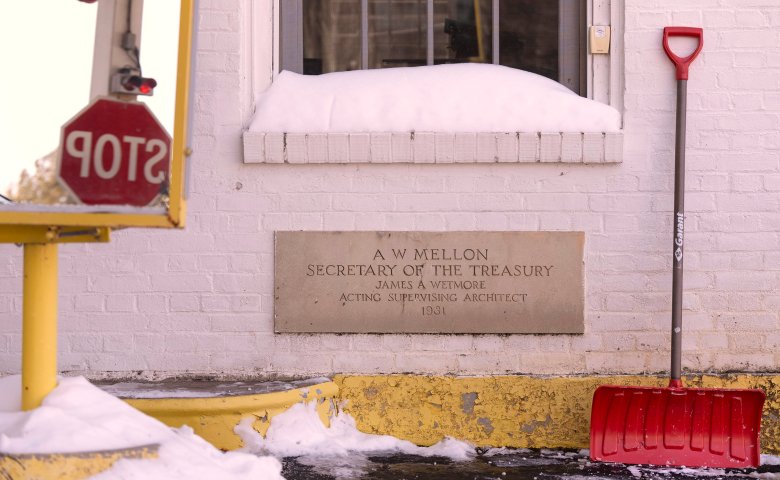 STOP
A W MELLON
SECRETARY OF THE TREASURY
JAMES A WETMORE
ACTING SUPERVISING ARCHITECT
1931
Garant